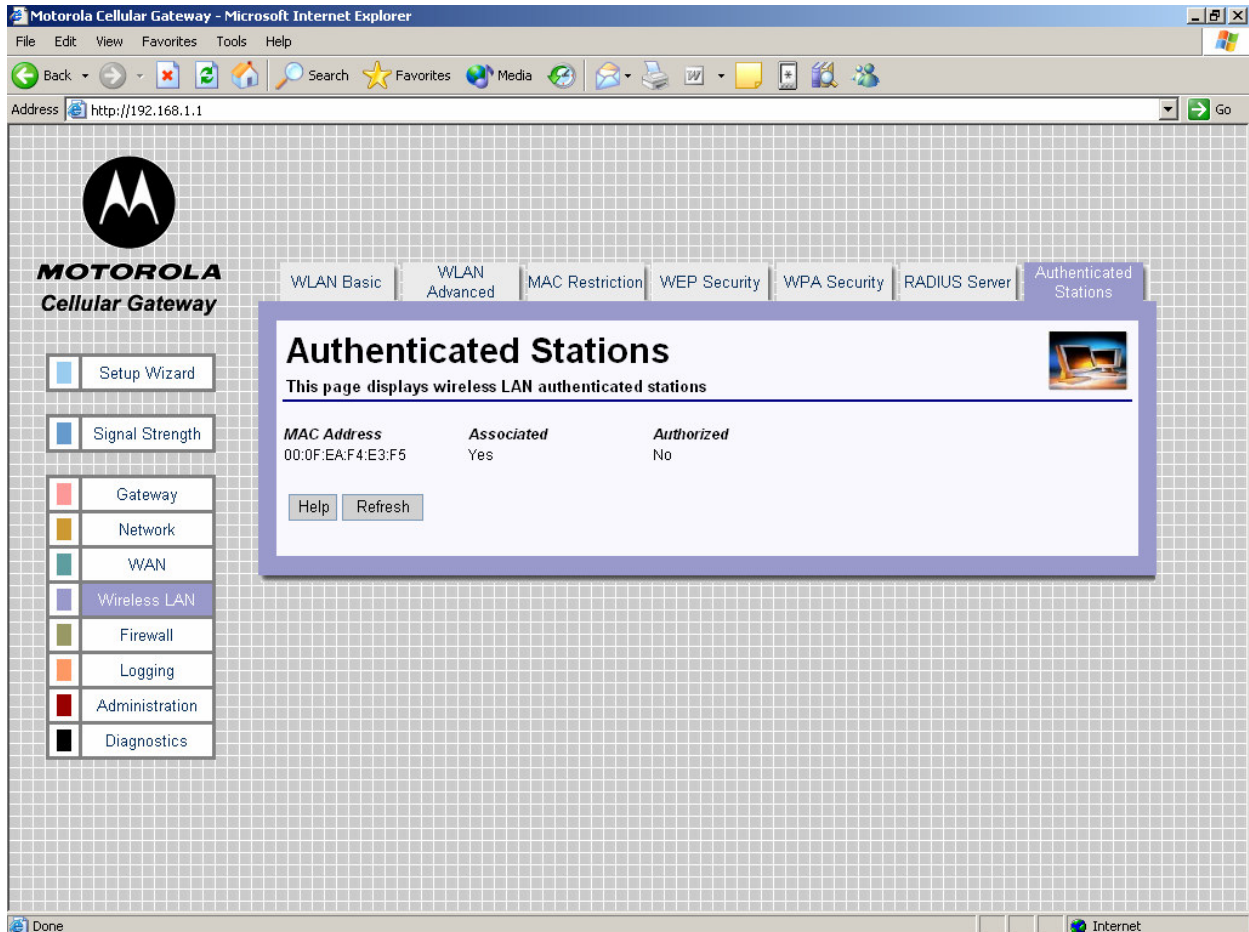 Motorola Cellular Gateway - Microsoft Internet Explorer
File Edit View Favorites Tools Help
Back Search Favorites Media
Address http://192.168.1.1 Go
MOTOROLA
Cellular Gateway
WLAN Basic
WLAN
Advanced
MAC Restriction
WEP Security
WPA Security
RADIUS Server
Authenticated
Stations
Authenticated Stations
This page displays wireless LAN authenticated stations
MAC Address Associated Authorized
00:0F:EA:F4:E3:F5 Yes No
Help Refresh
Setup Wizard
Signal Strength
Gateway
Network
WAN
Wireless LAN
Firewall
Logging
Administration
Diagnostics
Done Internet